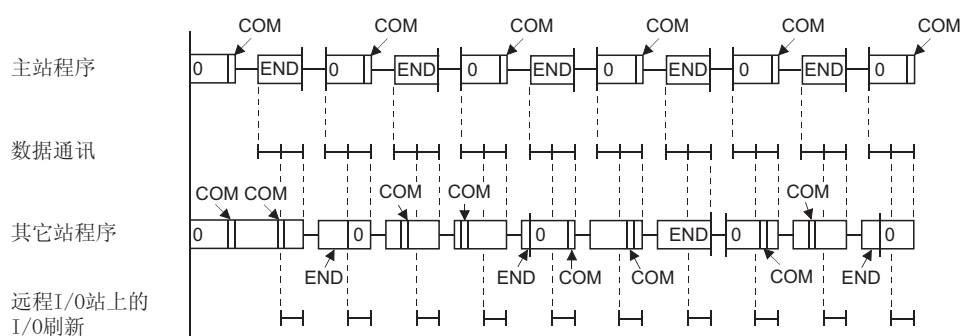 COM COM COM COM COM COM
主站程序 0 END 0 END 0 END 0 END 0 END 0
数据通讯
COM COM COM COM COM
其它站程序 0 0 0 END 0 0
END END COM COM COM END
远程I/O站上的
I/O刷新